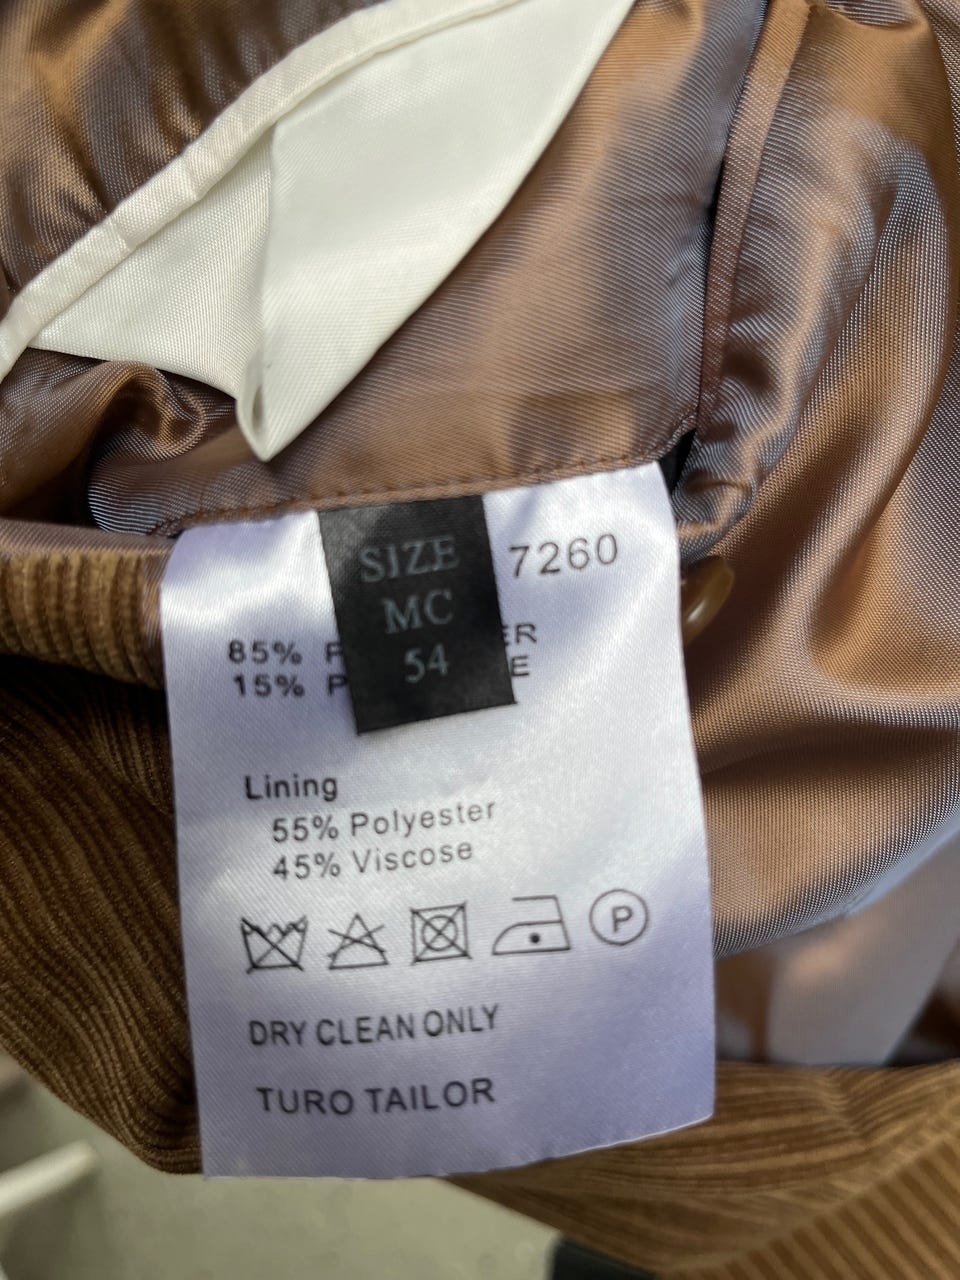 SIZE
MC
54
7260
85%
15%
Lining
55% Polyester
45% Viscose
P
DRY CLEAN ONLY
TURO TAILOR